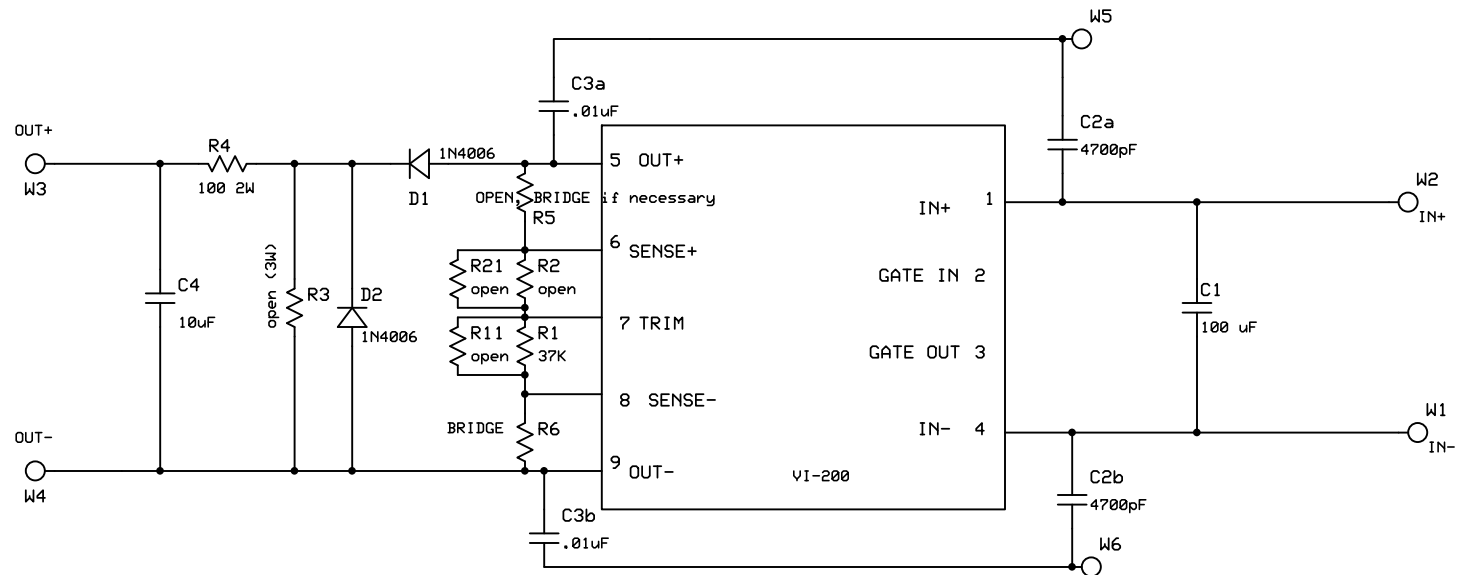 W5
C3a
.01uF
C2a
4700pF
OUT+
W3
R4
100 2W
1N4006
D1
5 OUT+
OPEN, BRIDGE if necessary
R5
IN+ 1
W2
IN+
6 SENSE+
R21
open
R2
open
GATE IN 2
open (3W)
R3
D2
1N4006
C4
10uF
C1
100 uF
7 TRIM
R11
open
R1
37K
GATE OUT 3
8 SENSE-
BRIDGE
R6
IN- 4
W1
IN-
OUT-
W4
9 OUT-
VI-200
C2b
4700pF
C3b
.01uF
W6